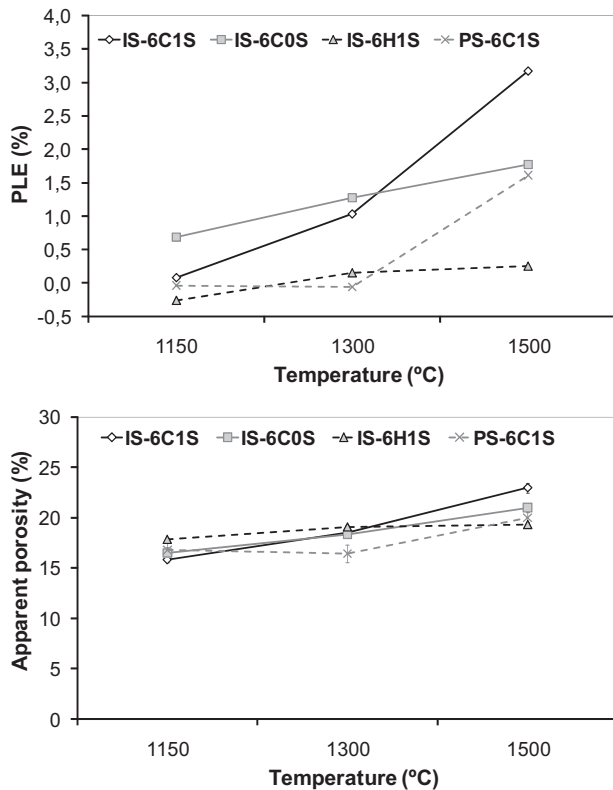 IS-6C1S IS-6C0S IS-6H1S PS-6C1S
4,0
3,5
3,0
2,5
2,0
1,5
1,0
0,5
0,0
-0,5
PLE (%)
1150 1300 1500
Temperature (ºC)
30
IS-6C1S IS-6C0S IS-6H1S PS-6C1S
25
20
15
10
5
0
Apparent porosity (%)
1150 1300 1500
Temperature (ºC)